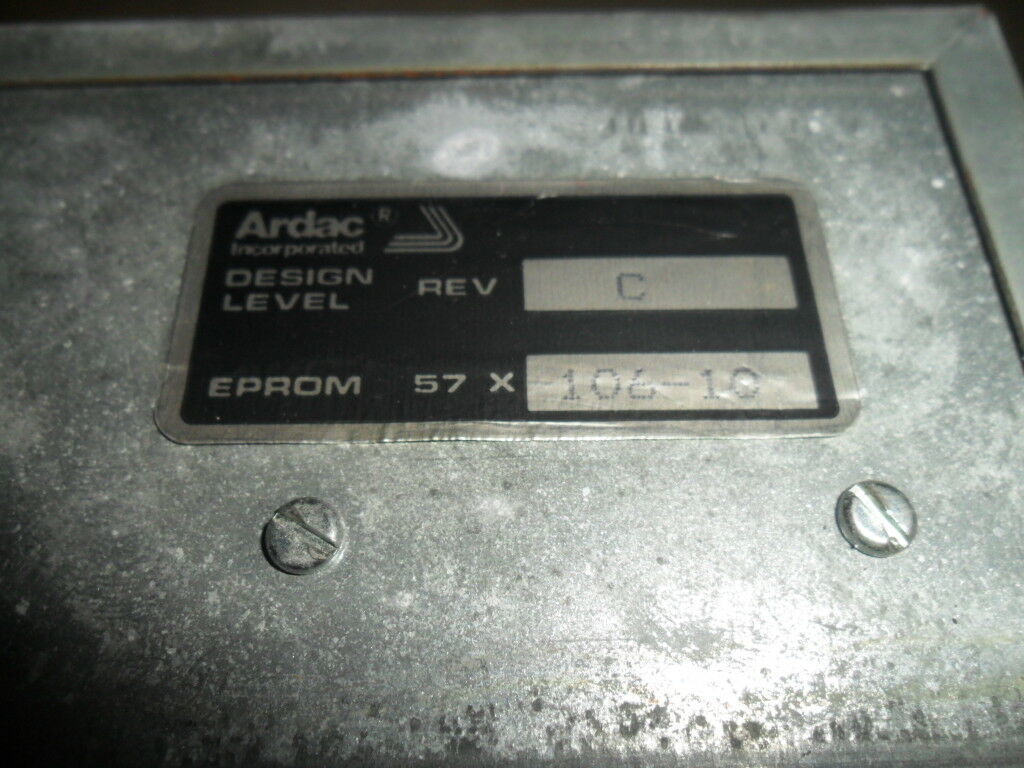 Ardac ®
Incorporated
DESIGN LEVEL REV C
EPROM 57 X 106-10